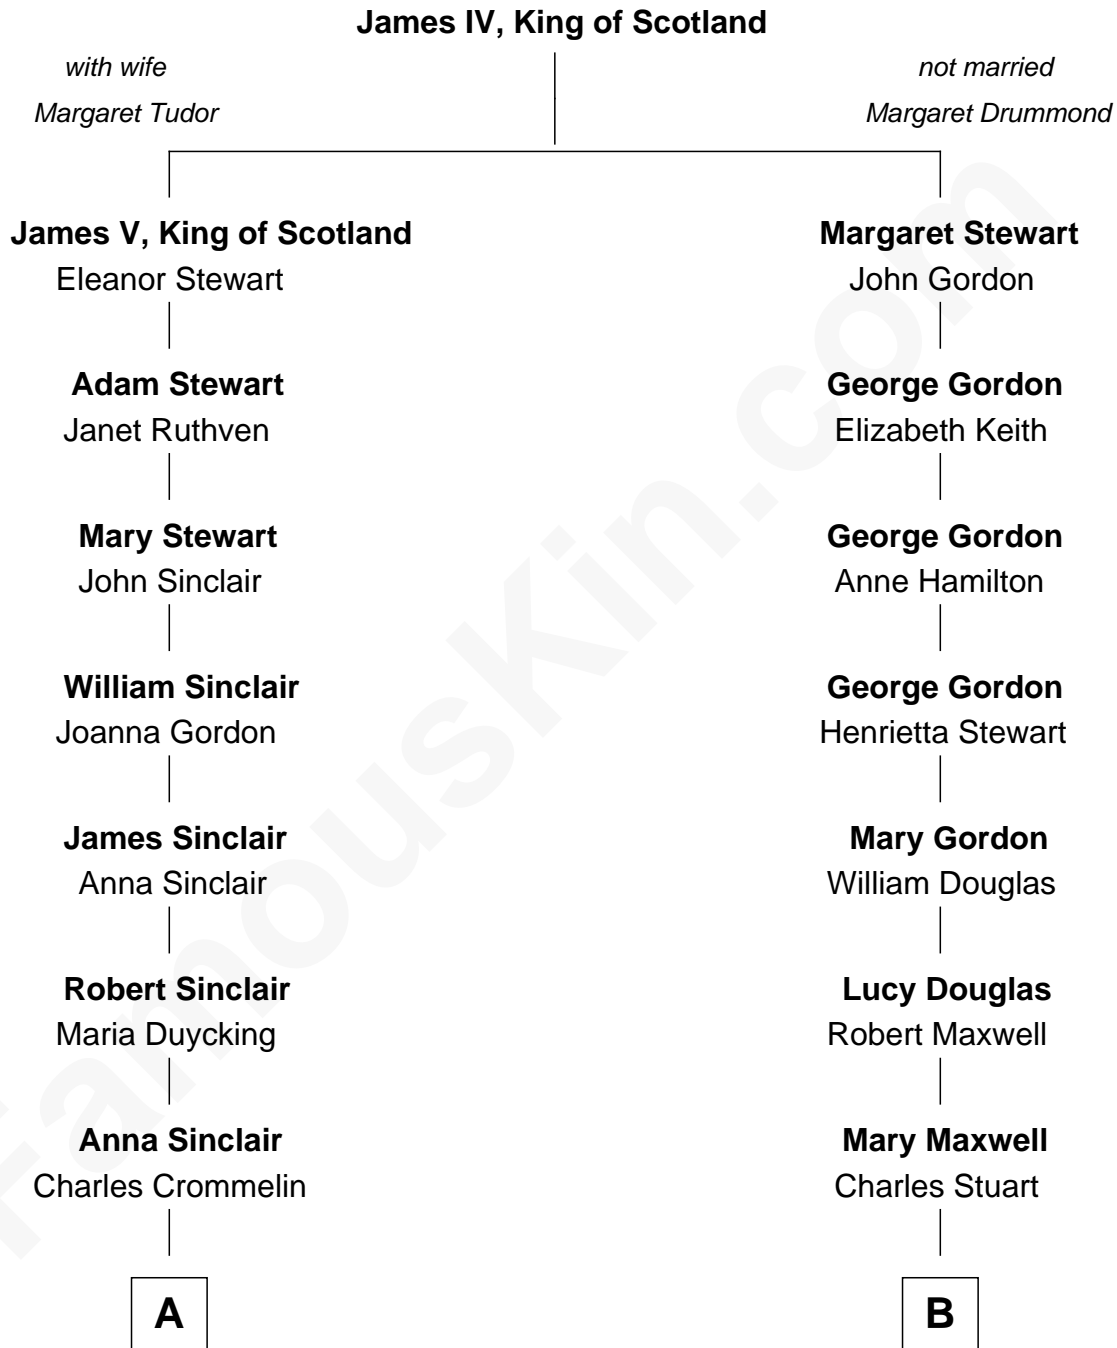 James IV, King of Scotland
with wife
Margaret Tudor
not married
Margaret Drummond
James V, King of Scotland
Eleanor Stewart
Adam Stewart
Janet Ruthven
Mary Stewart
John Sinclair
William Sinclair
Joanna Gordon
James Sinclair
Anna Sinclair
Robert Sinclair
Maria Duycking
Anna Sinclair
Charles Crommelin
A
Margaret Stewart
John Gordon
George Gordon
Elizabeth Keith
George Gordon
Anne Hamilton
George Gordon
Henrietta Stewart
Mary Gordon
William Douglas
Lucy Douglas
Robert Maxwell
Mary Maxwell
Charles Stuart
B
FamousKin.com